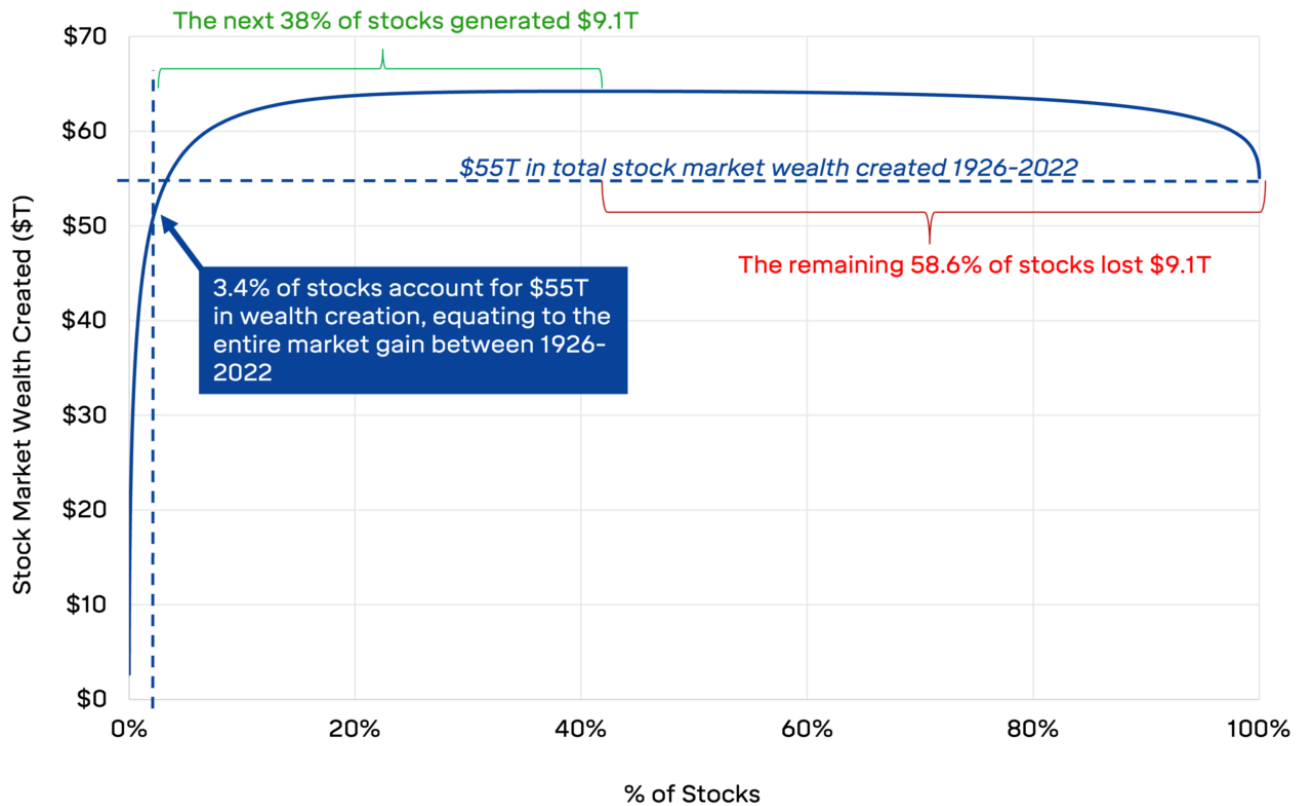 The next 38% of stocks generated $9.1T
$70
$60
$55T in total stock market wealth created 1926-2022
$50
The remaining 58.6% of stocks lost $9.1T
3.4% of stocks account for $55T
in wealth creation, equating to the
entire market gain between 1926-
2022
$40
$30
$20
$10
$0
Stock Market Wealth Created ($T)
0%
20%
40%
60%
80%
100%
% of Stocks